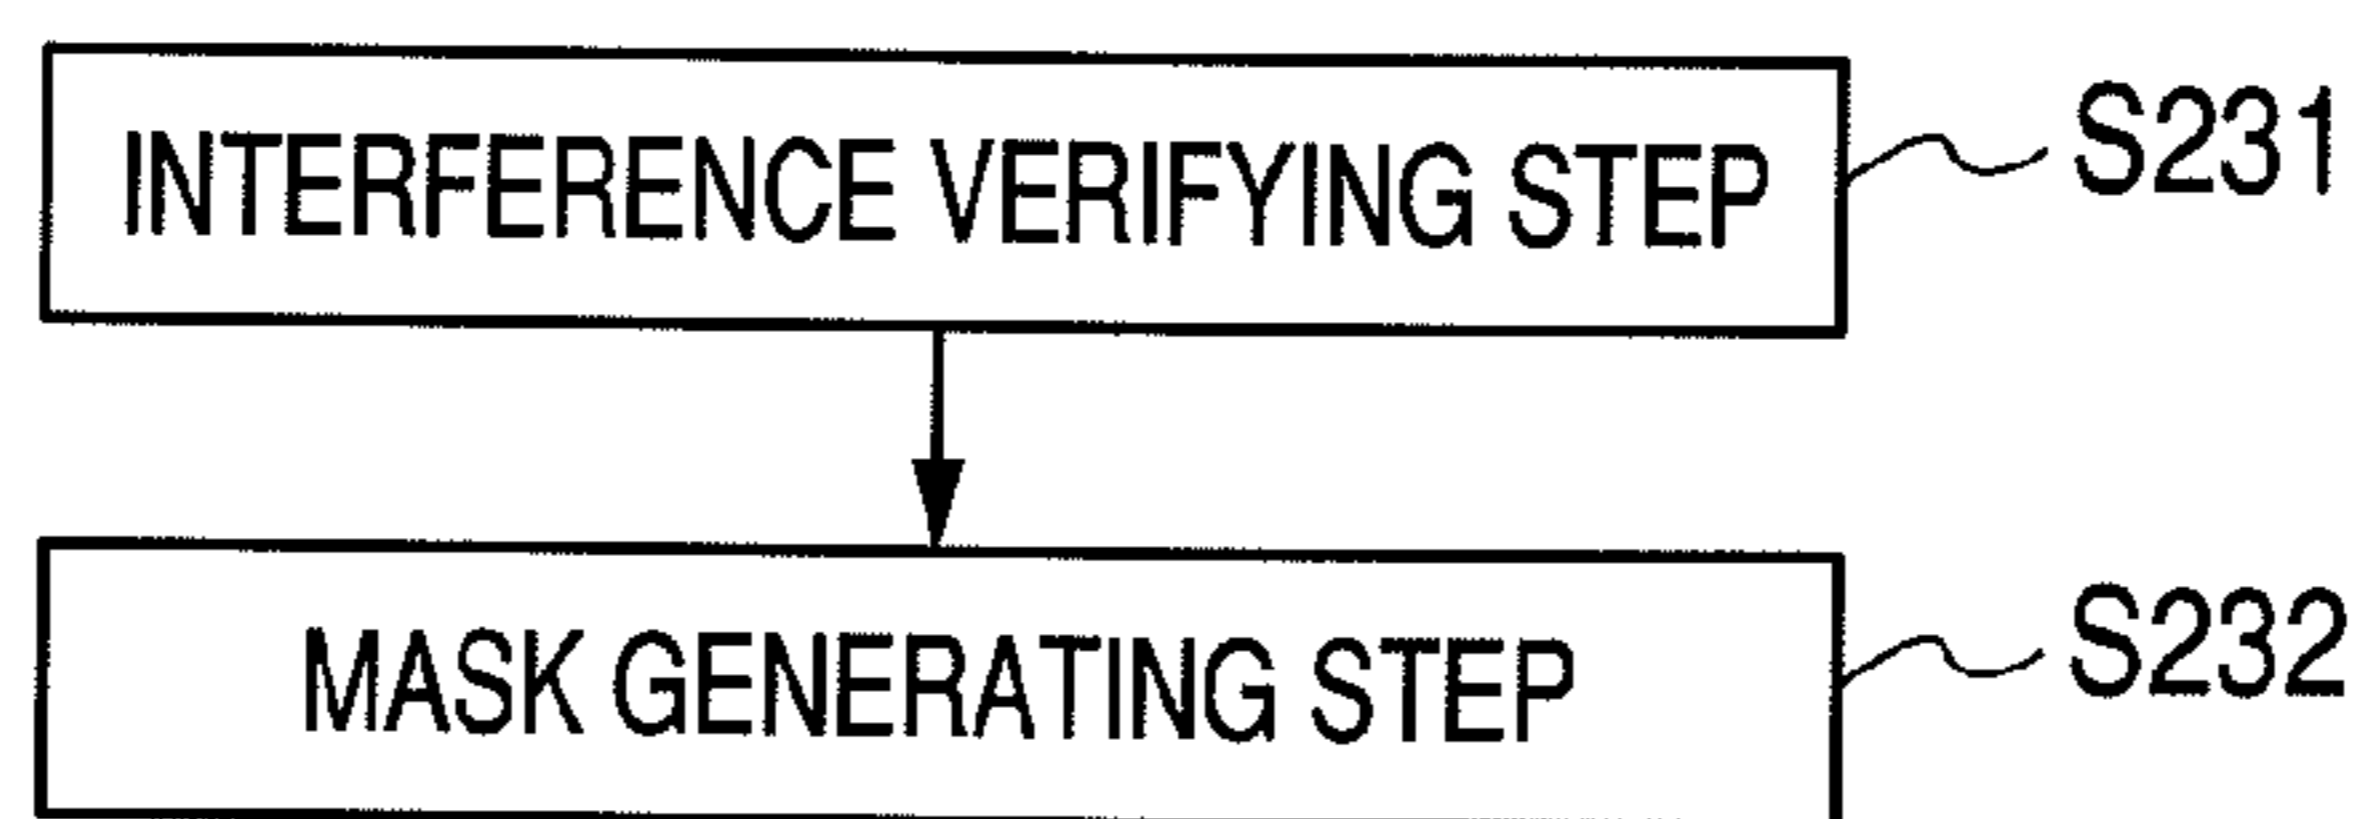 INTERFERENCE VERIFYING STEP S231
MASK GENERATING STEP S232